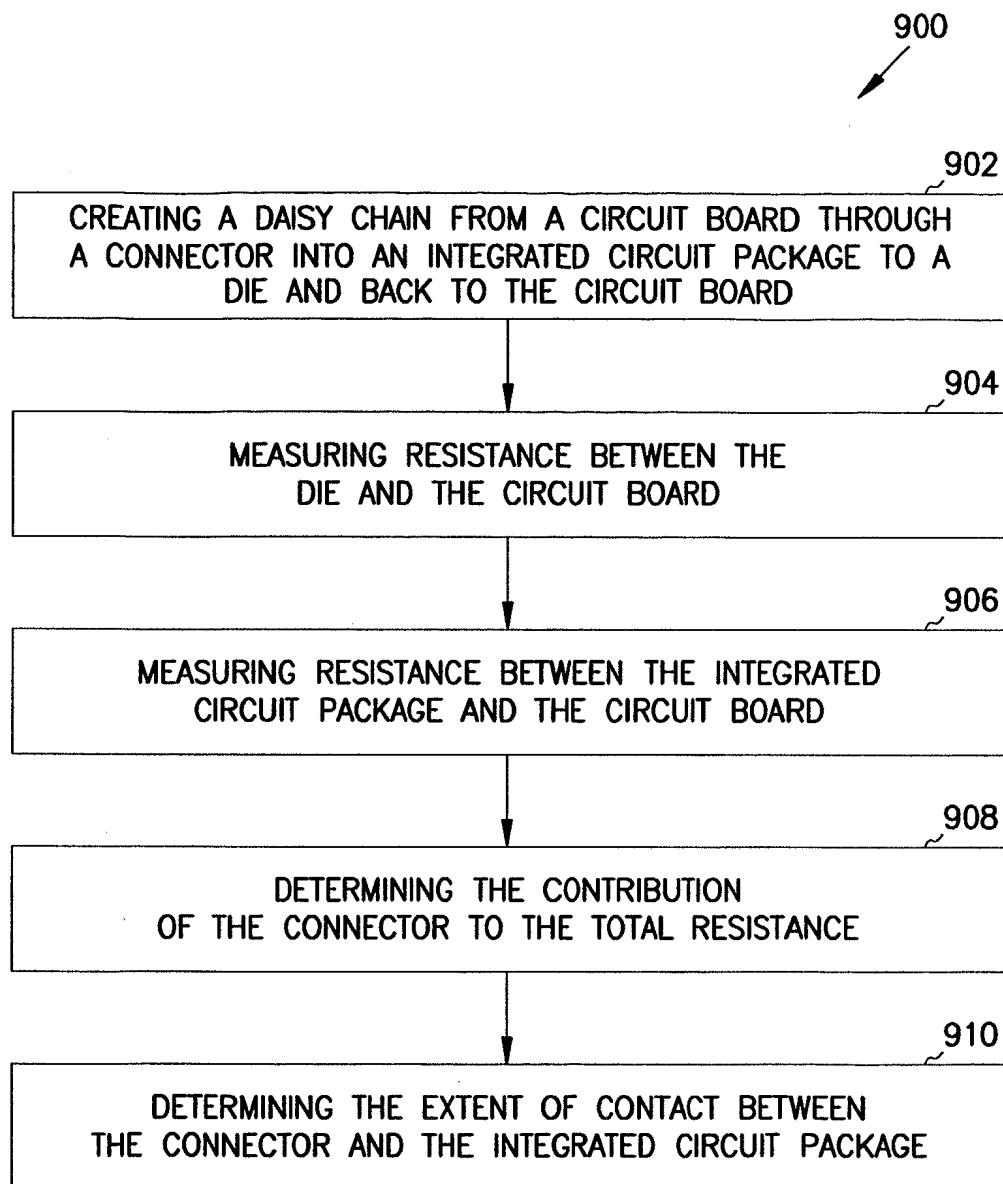 900
902
CREATING A DAISY CHAIN FROM A CIRCUIT BOARD THROUGH
A CONNECTOR INTO AN INTEGRATED CIRCUIT PACKAGE TO A
DIE AND BACK TO THE CIRCUIT BOARD
904
MEASURING RESISTANCE BETWEEN THE
DIE AND THE CIRCUIT BOARD
906
MEASURING RESISTANCE BETWEEN THE INTEGRATED
CIRCUIT PACKAGE AND THE CIRCUIT BOARD
908
DETERMINING THE CONTRIBUTION
OF THE CONNECTOR TO THE TOTAL RESISTANCE
910
DETERMINING THE EXTENT OF CONTACT BETWEEN
THE CONNECTOR AND THE INTEGRATED CIRCUIT PACKAGE